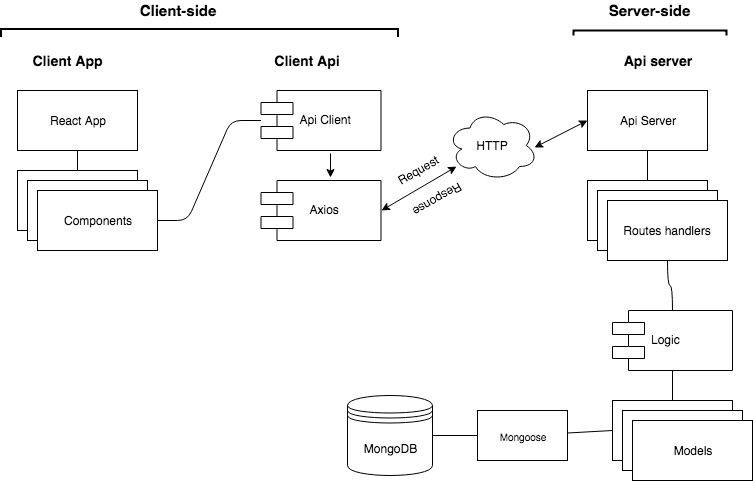 Client-side
Server-side
Client App
Client Api
Api server
React App
Api Client
HTTP
Api Server
Request
Response
Components
Axios
Routes handlers
Logic
MongoDB
Mongoose
Models